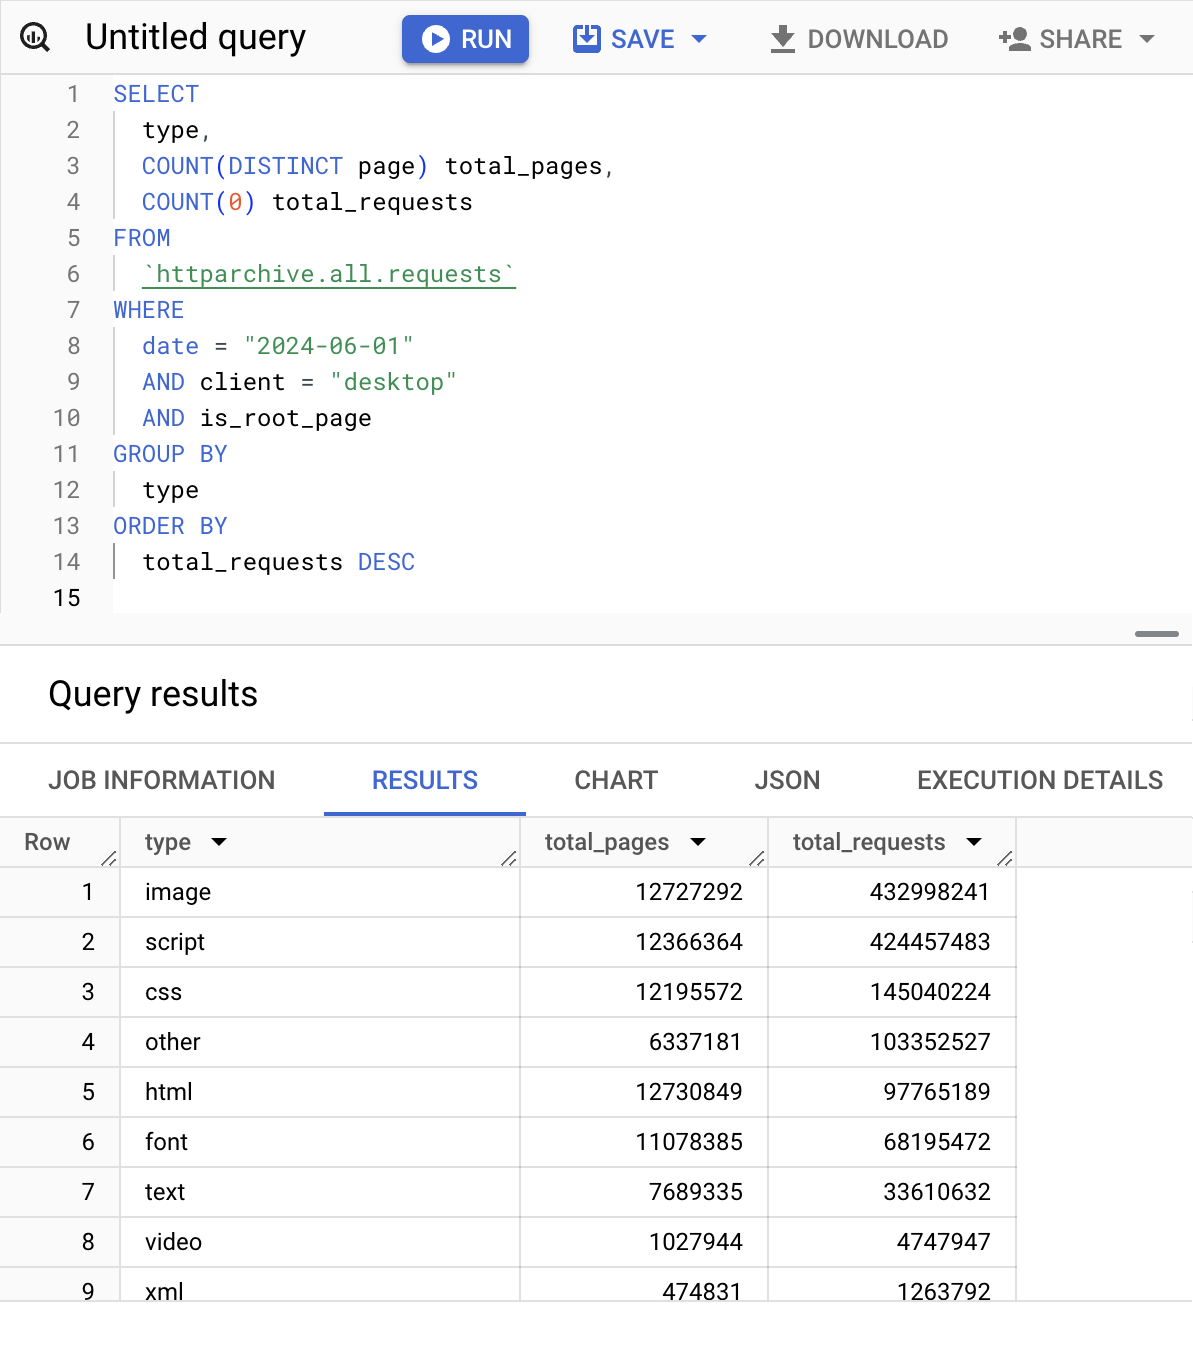 Untitled query RUN SAVE DOWNLOAD SHARE
1 SELECT
2 type,
3 COUNT(DISTINCT page) total_pages,
4 COUNT(0) total_requests
5 FROM
6 `httparchive.all.requests`
7 WHERE
8 date = "2024-06-01"
9 AND client = "desktop"
10 AND is_root_page
11 GROUP BY
12 type
13 ORDER BY
14 total_requests DESC
15
Query results
JOB INFORMATION RESULTS CHART JSON EXECUTION DETAILS
Row type total_pages total_requests
1 image 12727292 432998241
2 script 12366364 424457483
3 css 12195572 145040224
4 other 6337181 103352527
5 html 12730849 97765189
6 font 11078385 68195472
7 text 7689335 33610632
8 video 1027944 4747947
9 xml 474831 1263792